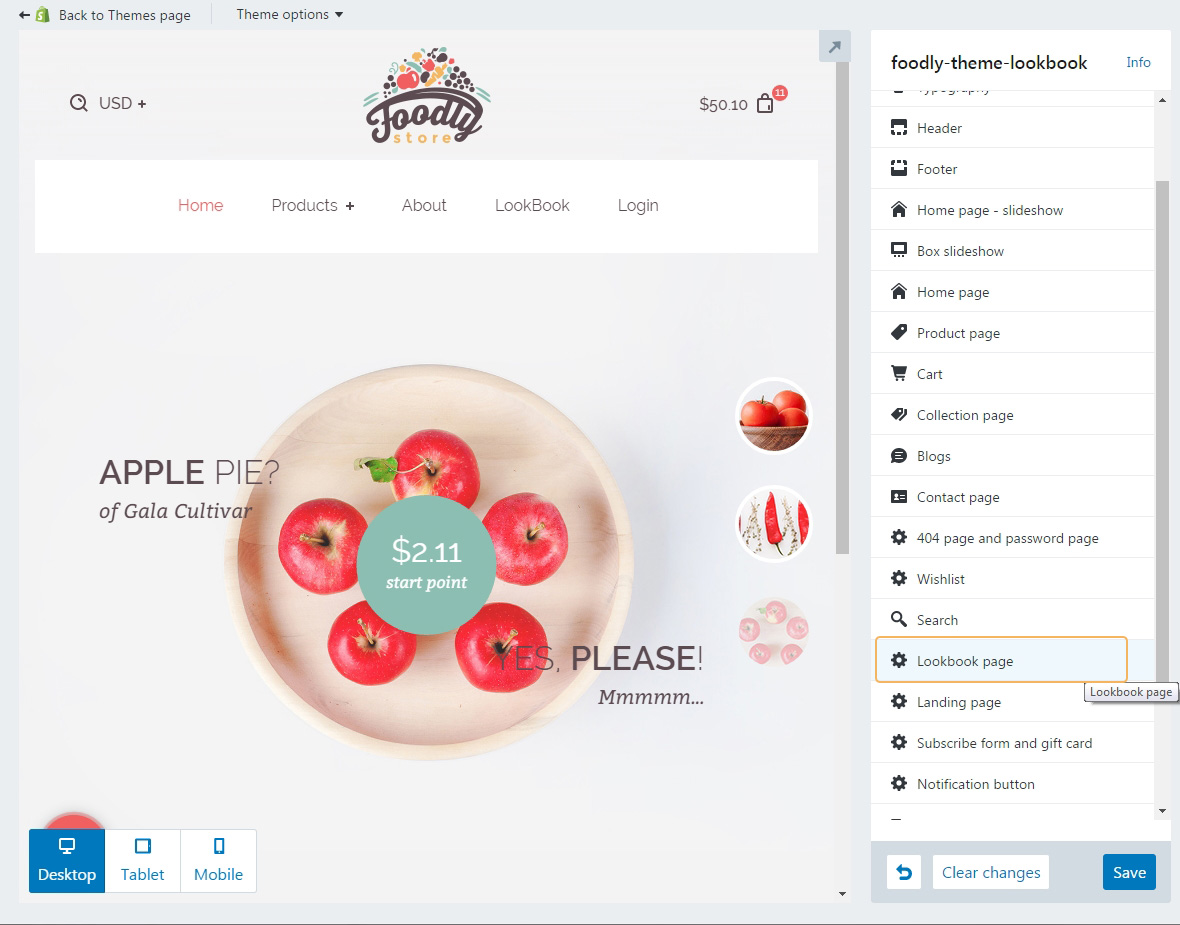 Back to Themes page
Theme options
foodly-theme-lookbook
Info
USD +
Foodly
store
$50.10
11
Home
Products +
About
LookBook
Login
APPLE PIE?
of Gala Cultivar
$2.11
start point
YES, PLEASE!
Mmmmm...
Desktop
Tablet
Mobile
Typography
Header
Footer
Home page - slideshow
Box slideshow
Home page
Product page
Cart
Collection page
Blogs
Contact page
404 page and password page
Wishlist
Search
Lookbook page
Lookbook page
Landing page
Subscribe form and gift card
Notification button
Clear changes
Save